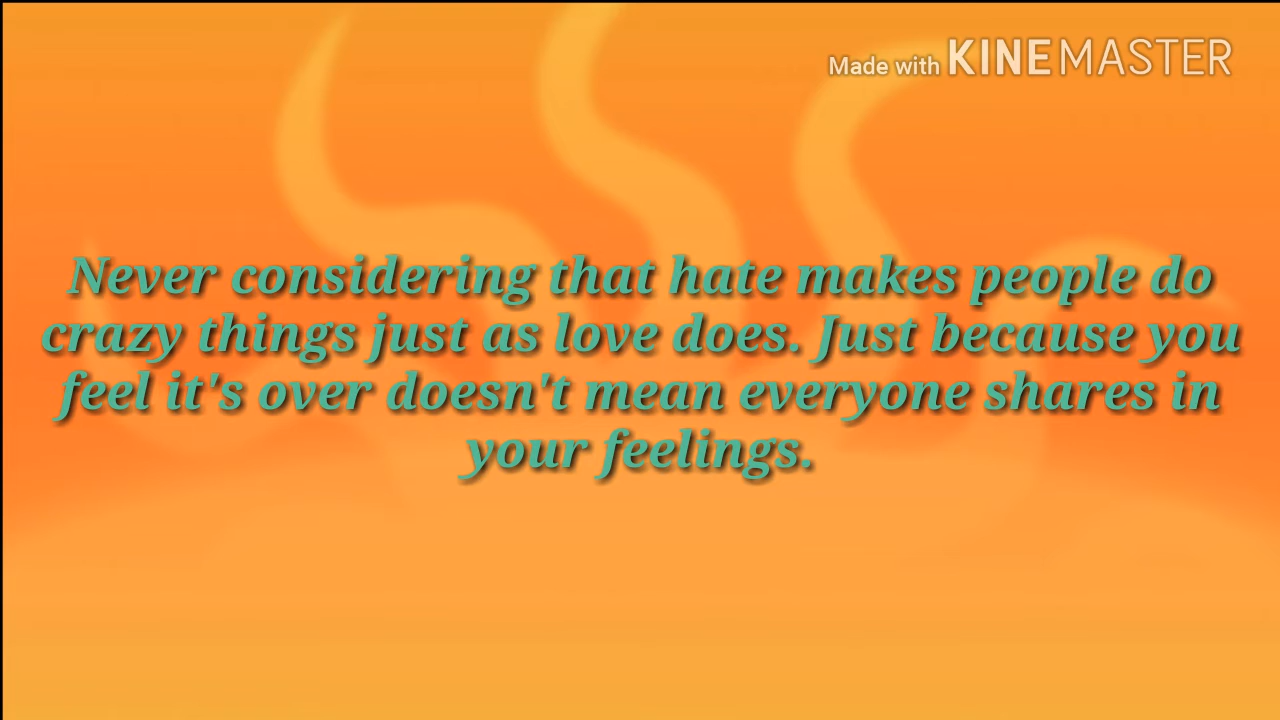 Made with KINEMASTER
Never considering that hate makes people do
crazy things just as love does. Just because you
feel it's over doesn't mean everyone shares in
your feelings.